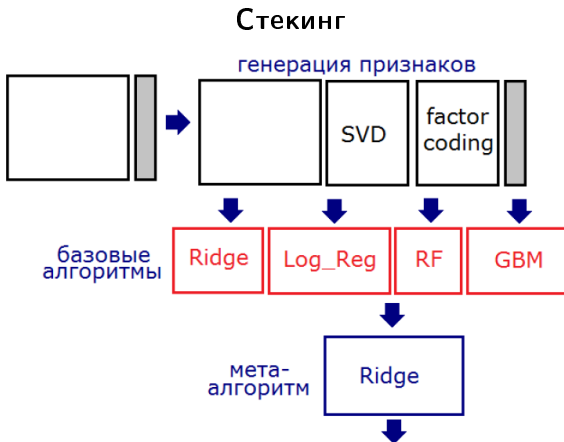 Стекинг
генерация признаков
SVD
factor
coding
базовые
алгоритмы
Ridge
Log_Reg
RF
GBM
мета-
алгоритм
Ridge